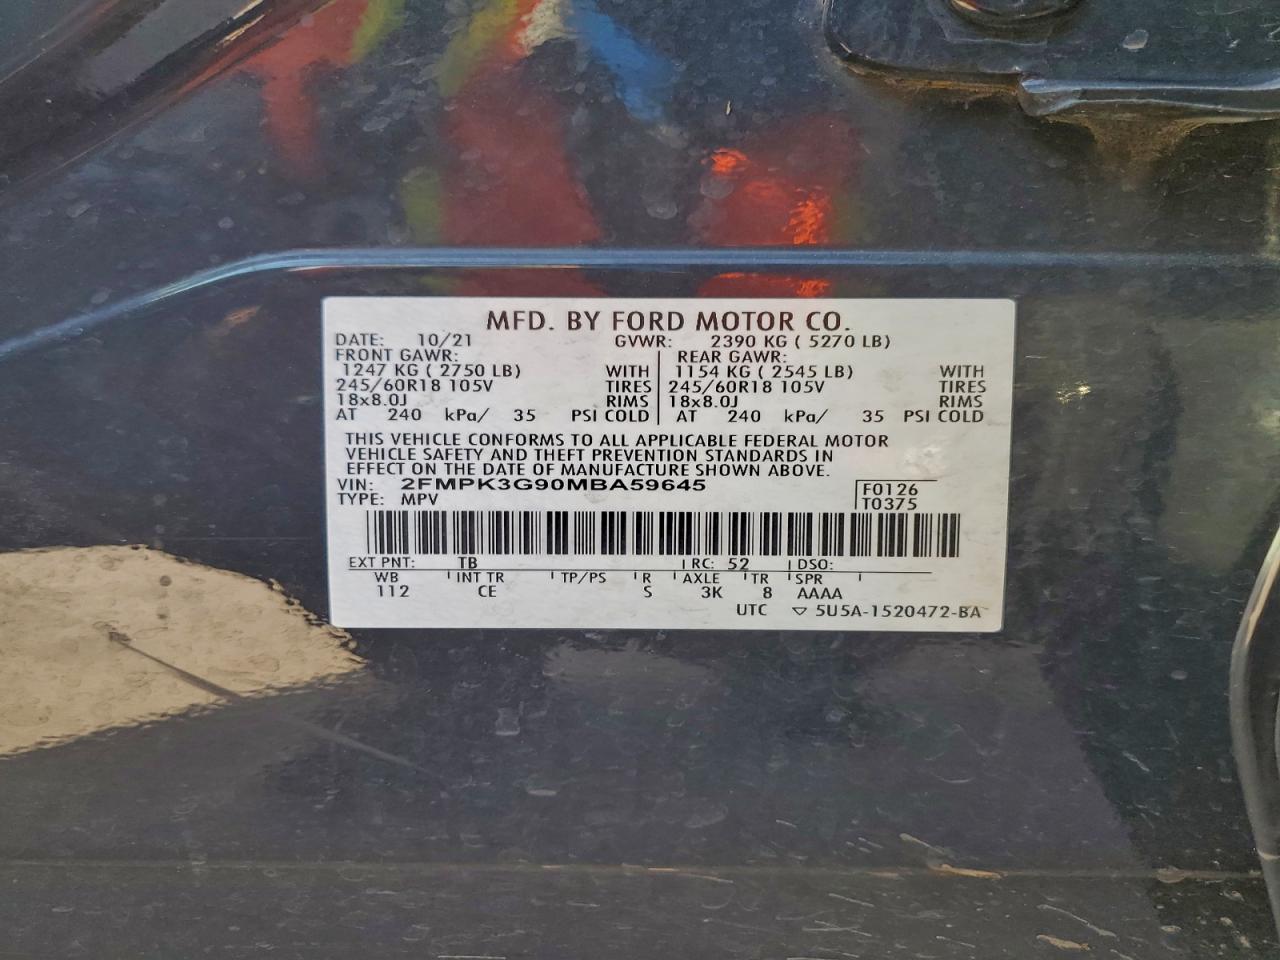 MFD. BY FORD MOTOR CO.
DATE: 10/21 GVWR: 2390 KG ( 5270 LB)
FRONT GAWR: REAR GAWR:
1247 KG ( 2750 LB) WITH 1154 KG ( 2545 LB) WITH
245/60R18 105V TIRES 245/60R18 105V TIRES
18x8.0J RIMS 18x8.0J RIMS
AT 240 kPa/ 35 PSI COLD AT 240 kPa/ 35 PSI COLD
THIS VEHICLE CONFORMS TO ALL APPLICABLE FEDERAL MOTOR
VEHICLE SAFETY AND THEFT PREVENTION STANDARDS IN
EFFECT ON THE DATE OF MANUFACTURE SHOWN ABOVE.
VIN: 2FMPK3G90MBA59645 F0126
TYPE: MPV T0375
EXT PNT: TB RC: 52 DSO:
WB INT TR TP/PS R AXLE TR SPR
112 CE S 3K 8 AAAA
UTC ▽ 5U5A-1520472-BA